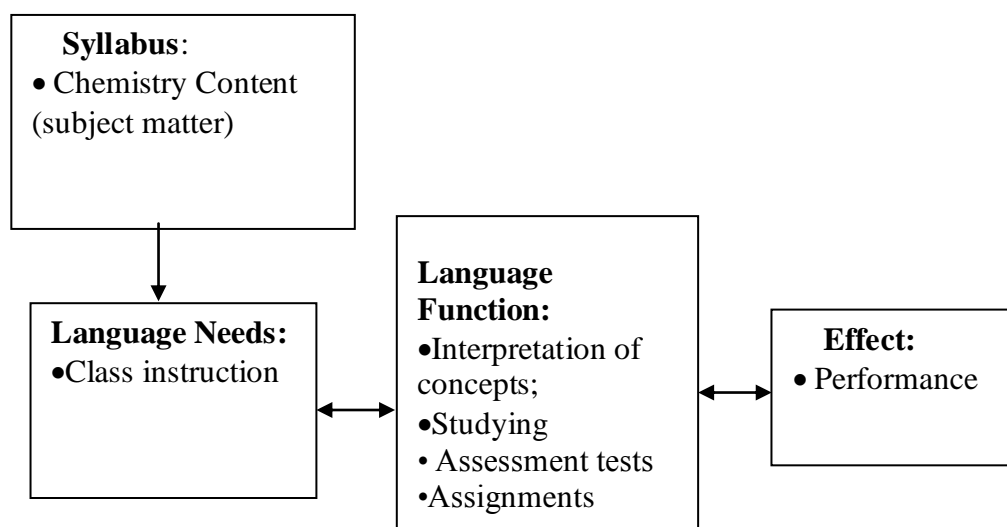 Syllabus:
• Chemistry Content
(subject matter)
Language Needs:
•Class instruction
Language
Function:
•Interpretation of
concepts;
•Studying
• Assessment tests
•Assignments
Effect:
• Performance